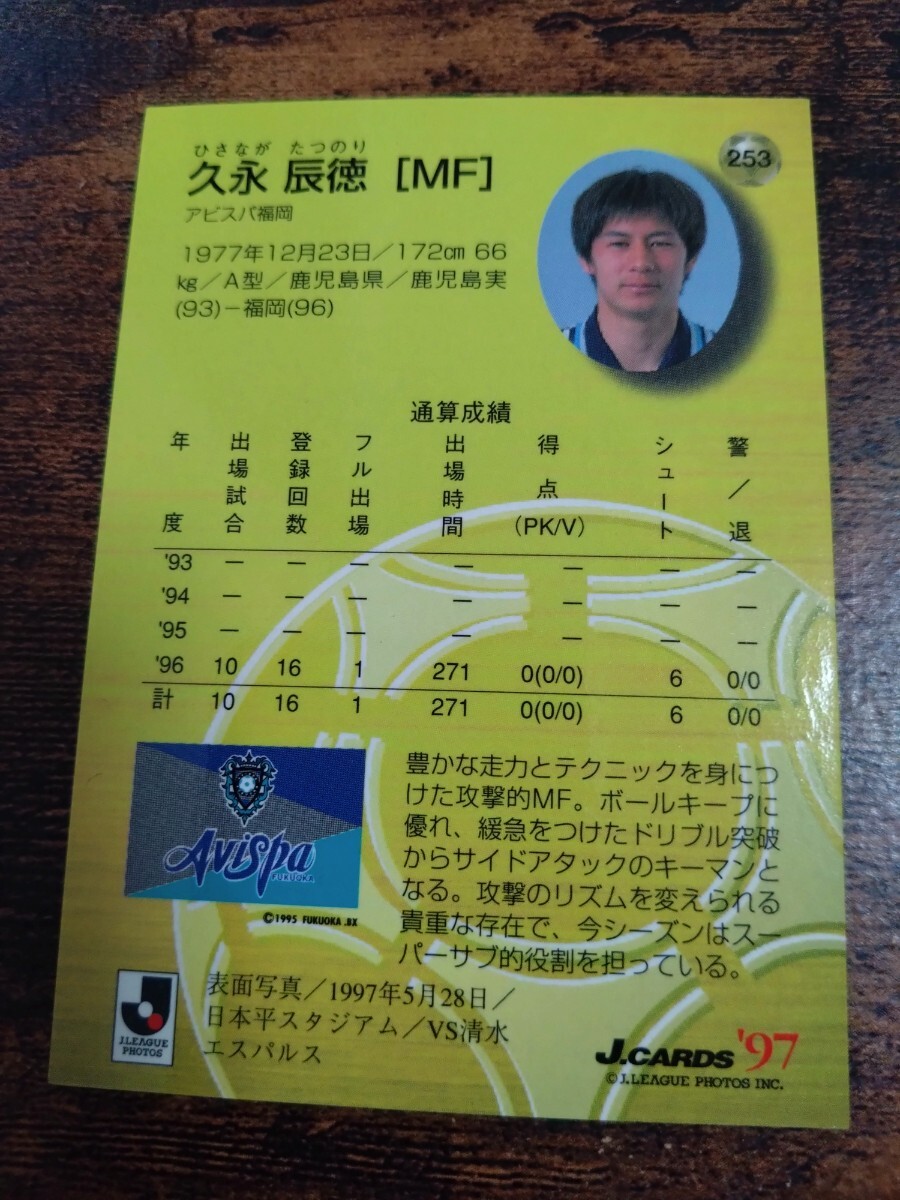 ひさなが たつのり
久永 辰徳 [MF]
253
アビスパ福岡
1977年12月23日/172cm 66
kg/A型/鹿児島県/鹿児島実
(93)－福岡(96)
通算成績
年度 出場試合 登録回数 フル出場 出場時間 得点(PK/V) シュート 警/退
'93 － － － － － － －
'94 － － － － － － －
'95 － － － － － － －
'96 10 16 1 271 0(0/0) 6 0/0
計 10 16 1 271 0(0/0) 6 0/0
豊かな走力とテクニックを身につ
けた攻撃的MF。ボールキープに
優れ、緩急をつけたドリブル突破
からサイドアタックのキーマンと
なる。攻撃のリズムを変えられる
貴重な存在で、今シーズンはスー
パーサブ的役割を担っている。
Avispa
FUKUOKA
©1995 FUKUOKA .BX
表面写真/1997年5月28日/
日本平スタジアム/VS清水
エスパルス
J.LEAGUE
PHOTOS
J.CARDS '97
©J.LEAGUE PHOTOS INC.